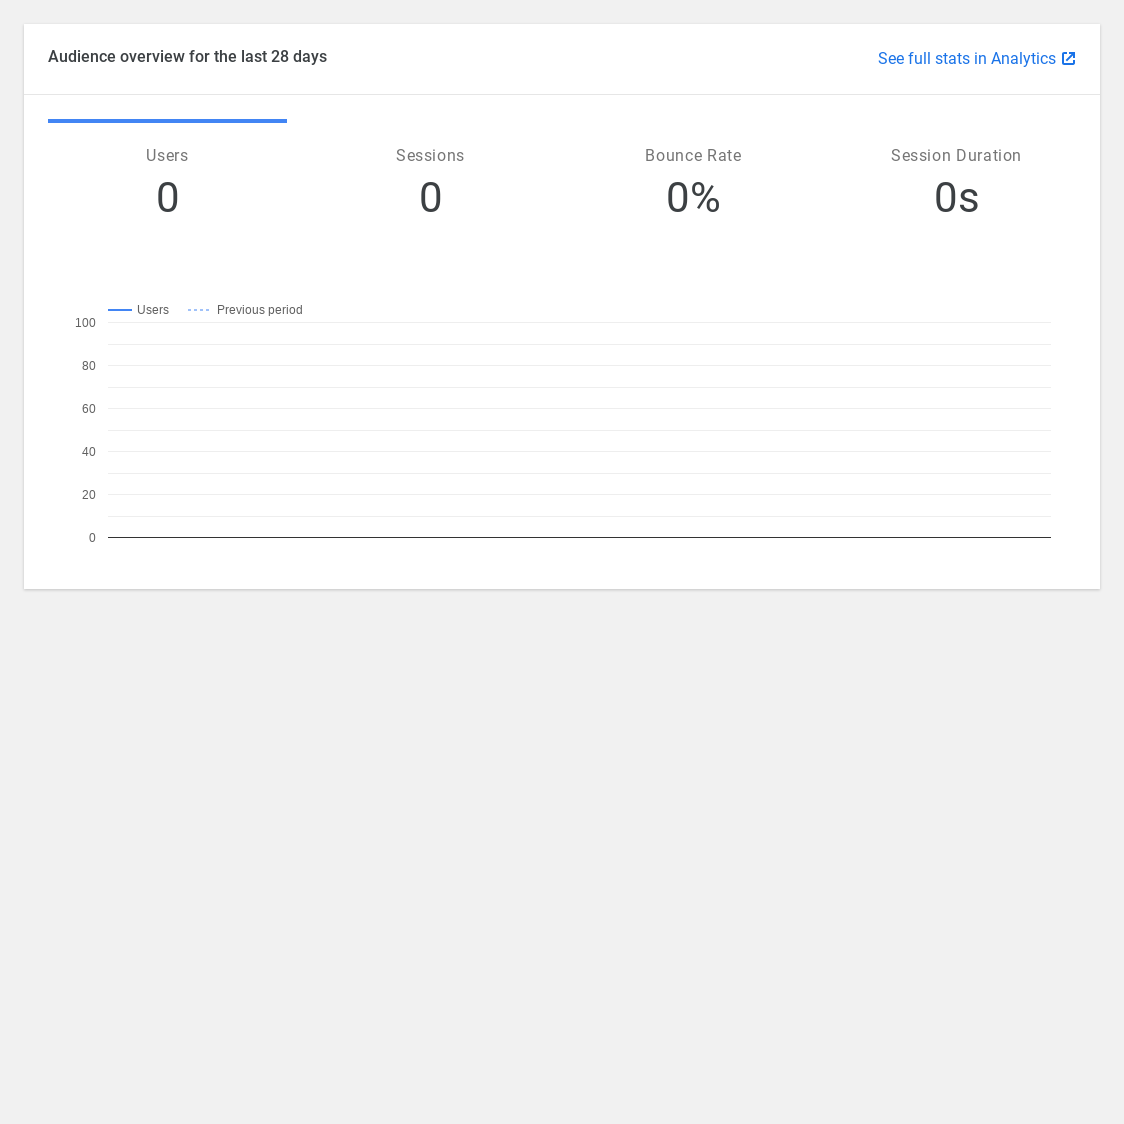 Audience overview for the last 28 days
See full stats in Analytics
Users
Sessions
Bounce Rate
Session Duration
0
0
0%
0s
Users
Previous period
100
80
60
40
20
0